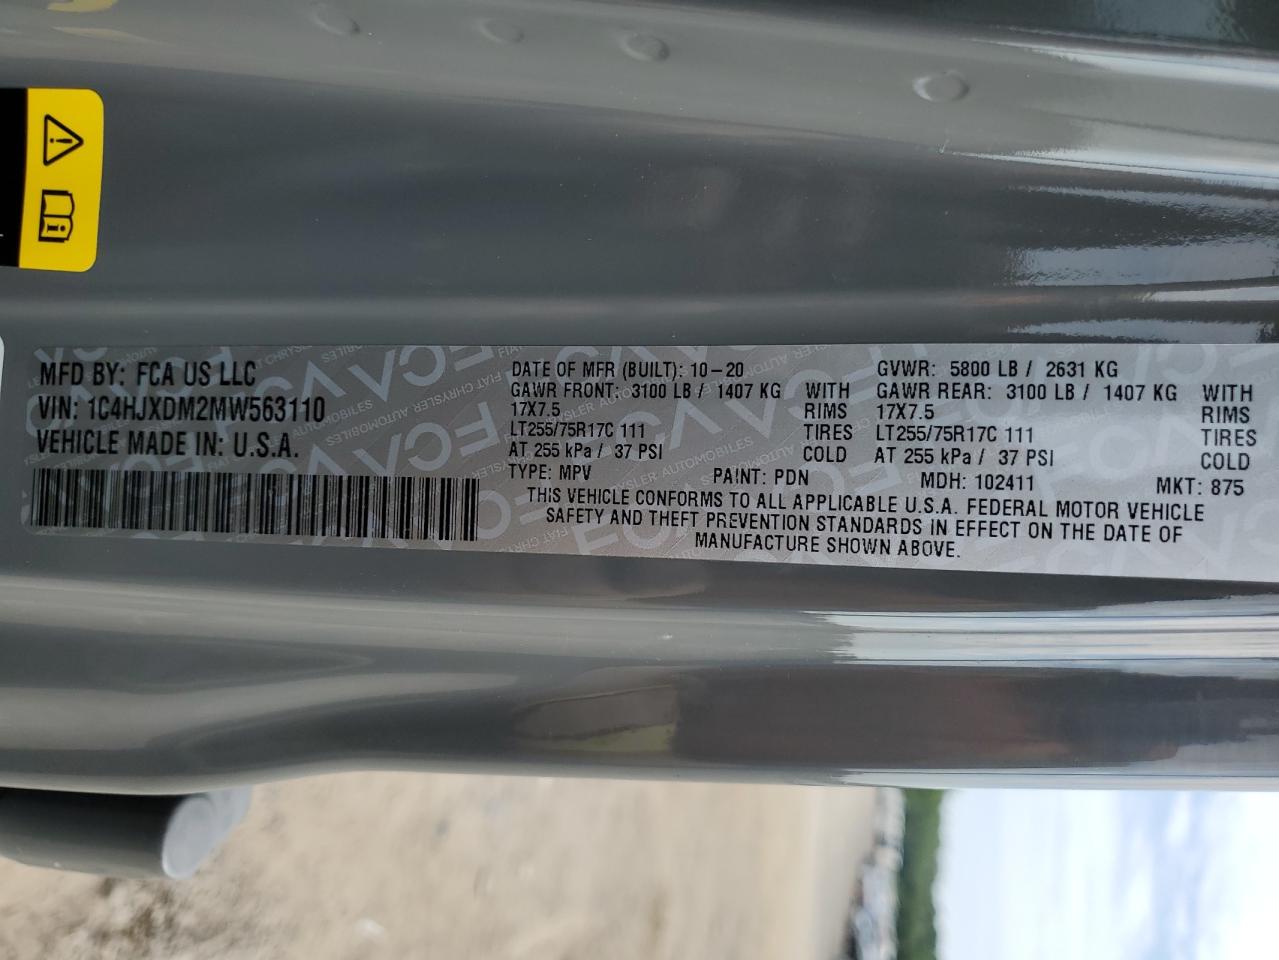 MFD BY: FCA US LLC
VIN: 1C4HJXDM2MW563110
VEHICLE MADE IN: U.S.A.
DATE OF MFR (BUILT): 10-20
GAWR FRONT: 3100 LB / 1407 KG WITH
17X7.5 RIMS
LT255/75R17C 111 TIRES
AT 255 kPa / 37 PSI COLD
GVWR: 5800 LB / 2631 KG
GAWR REAR: 3100 LB / 1407 KG WITH
17X7.5 RIMS
LT255/75R17C 111 TIRES
AT 255 kPa / 37 PSI COLD
TYPE: MPV PAINT: PDN MDH: 102411 MKT: 875
THIS VEHICLE CONFORMS TO ALL APPLICABLE U.S.A. FEDERAL MOTOR VEHICLE
SAFETY AND THEFT PREVENTION STANDARDS IN EFFECT ON THE DATE OF
MANUFACTURE SHOWN ABOVE.